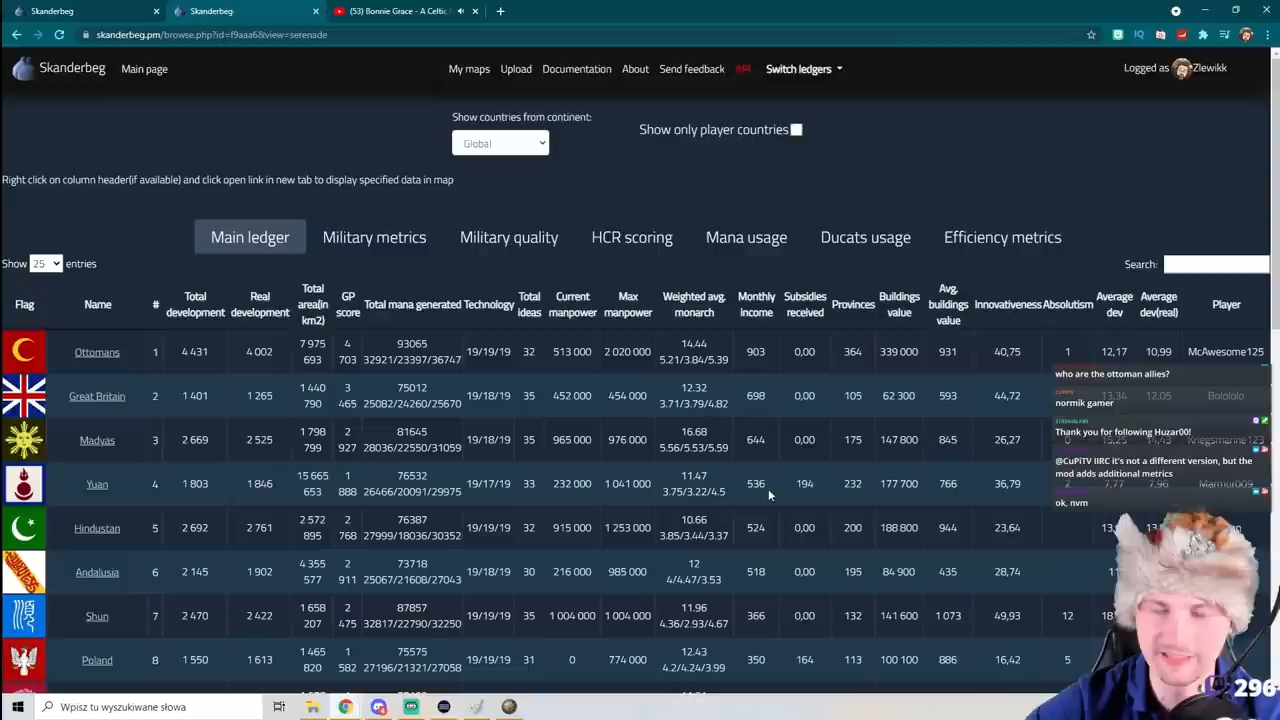 Skanderbeg
Skanderbeg
(53) Bonnie Grace - A Celtic
skanderbeg.pm/browse.php?id=f9aaa6&view=serenade
Skanderbeg Main page My maps Upload Documentation About Send feedback API Switch ledgers Logged as Zlewikk
Show countries from continent:
Global
Show only player countries
Right click on column header(if available) and click open link in new tab to display specified data in map
Main ledger Military metrics Military quality HCR scoring Mana usage Ducats usage Efficiency metrics
Show 25 entries
Search:
Flag Name # Total development Real development Total area(in km2) GP score Total mana generated Technology Total ideas Current manpower Max manpower Weighted avg. monarch Monthly income Subsidies received Provinces Buildings value Avg. buildings value Innovativeness Absolutism Average dev Average dev(real) Player
Ottomans 1 4 431 4 002 7 975 693 4 703 93065 32921/23397/36747 19/19/19 32 513 000 2 020 000 14.44 5.21/3.84/5.39 903 0,00 364 339 000 931 40,75 1 12,17 10,99 McAwesome125
Great Britain 2 1 401 1 265 1 440 790 3 465 75012 25082/24260/25670 19/18/19 35 452 000 454 000 12.32 3.71/3.79/4.82 698 0,00 105 62 300 593 44,72 13,34 12,05 Bolololo
Madyas 3 2 669 2 525 1 798 799 2 927 81645 28036/22550/31059 19/18/19 35 965 000 976 000 16.68 5.56/5.53/5.59 644 0,00 175 147 800 845 26,27 0 15,25 14,43 Kriegsmarine123
Yuan 4 1 803 1 846 15 665 653 1 888 76532 26466/20091/29975 19/17/19 33 232 000 1 041 000 11.47 3.75/3.22/4.5 536 194 232 177 700 766 36,79 2 7,77 7,96 Marmur009
Hindustan 5 2 692 2 761 2 572 895 2 768 76387 27999/18036/30352 19/19/19 32 915 000 1 253 000 10.66 3.85/3.44/3.37 524 0,00 200 188 800 944 23,64
Andalusia 6 2 145 1 902 4 355 577 2 911 73718 25067/21608/27043 19/18/19 30 216 000 985 000 12 4/4.47/3.53 518 0,00 195 84 900 435 28,74
Shun 7 2 470 2 422 1 658 207 2 475 87857 32817/22790/32250 19/19/19 35 1 004 000 1 004 000 11.96 4.36/2.93/4.67 366 0,00 132 141 600 1 073 49,93 12
Poland 8 1 550 1 613 1 465 820 1 582 75575 27196/21321/27058 19/19/19 31 0 774 000 12.43 4.2/4.24/3.99 350 164 113 100 100 886 16,42 5
who are the ottoman allies?
CUPITV
normik gamer
STREAMLABS
Thank you for following Huzar00!
@CuPiTV IIRC it's not a different version, but the
mod adds additional metrics
ok, nvm
296
Wpisz tu wyszukiwane słowa